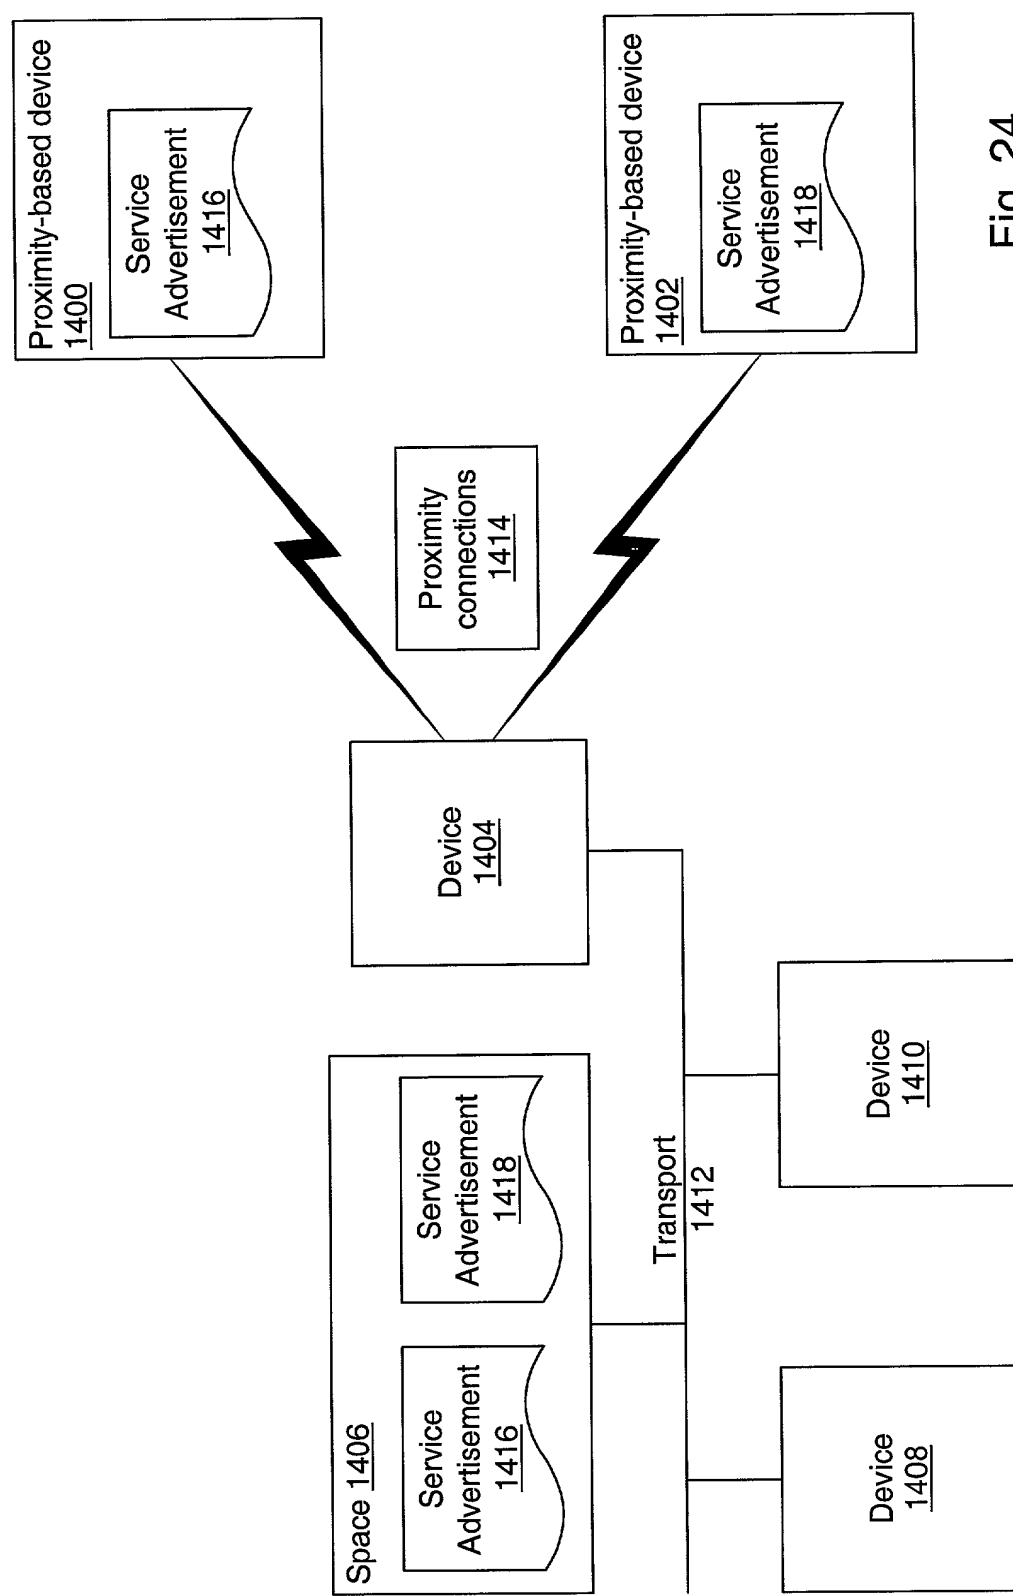 Proximity-based device
1400
Service
Advertisement
1416
Space 1406
Service
Advertisement
1416
Service
Advertisement
1418
Device
1404
Proximity
connections
1414
Proximity-based device
1402
Service
Advertisement
1418
Transport
1412
Device
1408
Device
1410
Fig. 24